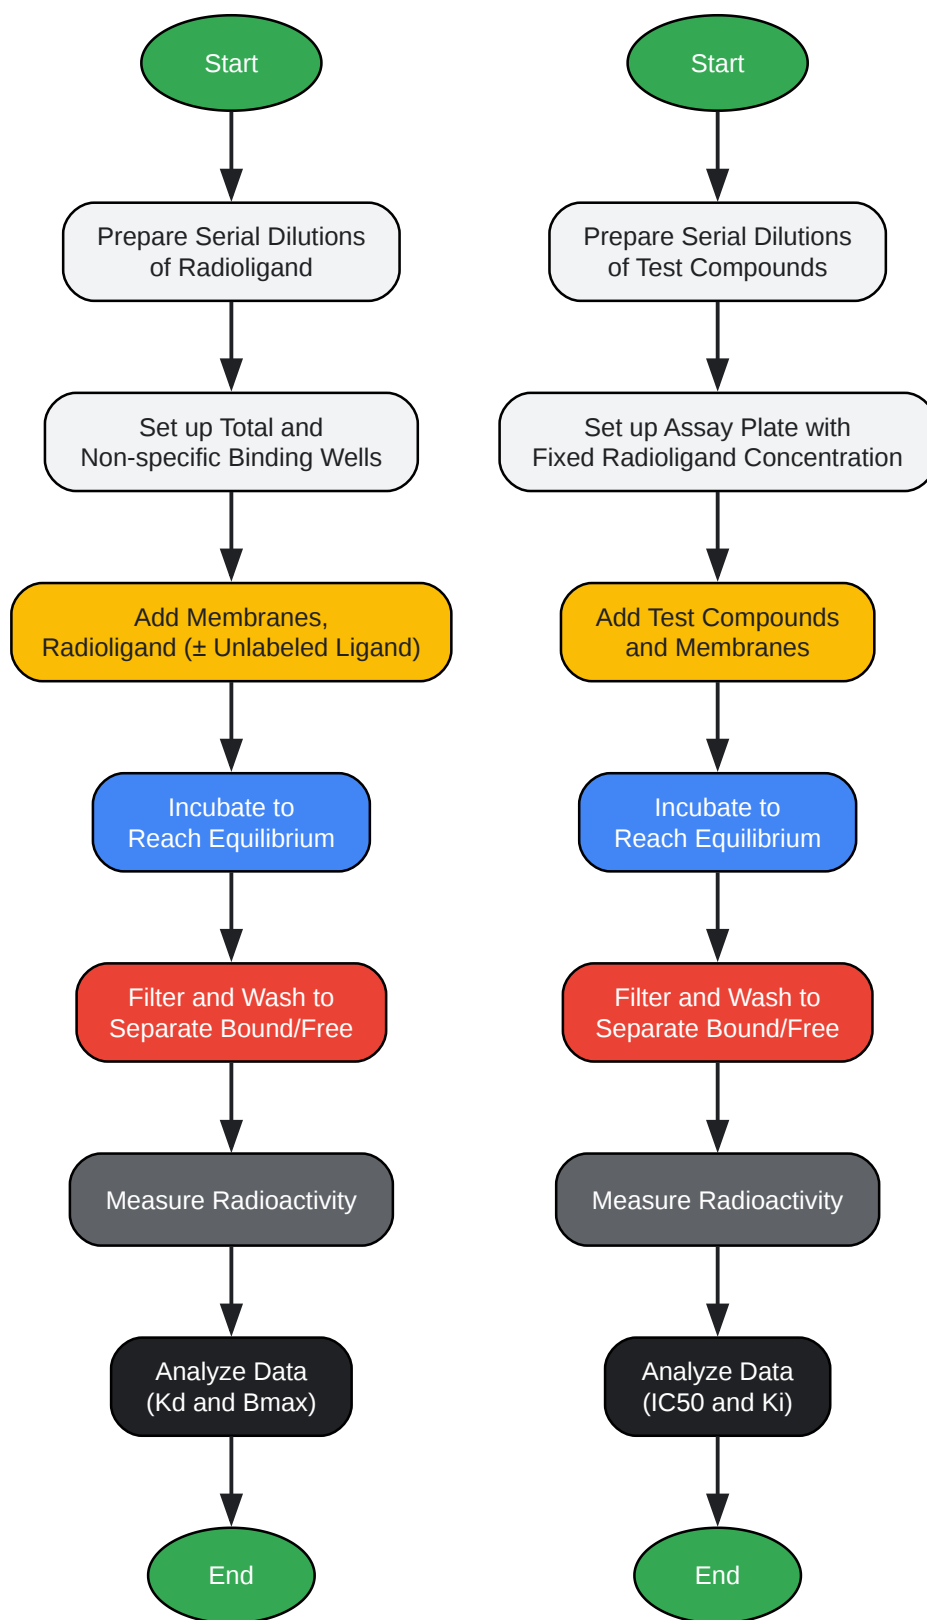 Start
Prepare Serial Dilutions
of Radioligand
Set up Total and
Non-specific Binding Wells
Add Membranes,
Radioligand (± Unlabeled Ligand)
Incubate to
Reach Equilibrium
Filter and Wash to
Separate Bound/Free
Measure Radioactivity
Analyze Data
(Kd and Bmax)
End
Start
Prepare Serial Dilutions
of Test Compounds
Set up Assay Plate with
Fixed Radioligand Concentration
Add Test Compounds
and Membranes
Incubate to
Reach Equilibrium
Filter and Wash to
Separate Bound/Free
Measure Radioactivity
Analyze Data
(IC50 and Ki)
End